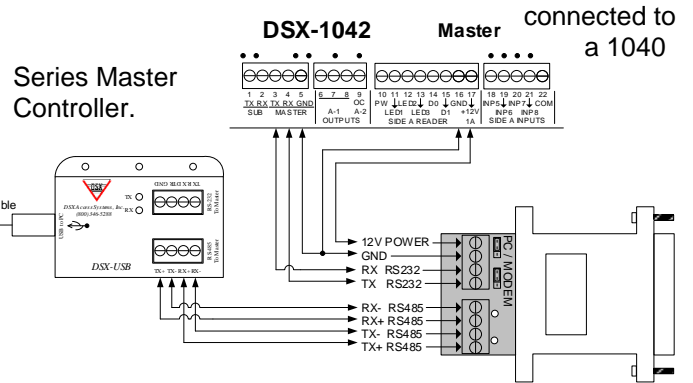 connected to
a 1040
DSX-1042 Master
Series Master
Controller.
1 2 3 4 5 6 7 8 9 10 11 12 13 14 15 16 17 18 19 20 21 22
TX RX TX RX GND OC PW LED2 D0 GND INP5 INP7 COM
SUB MASTER A-1 A-2 LED1 LED3 D1 +12V INP6 INP8
OUTPUTS SIDE A READER 1A SIDE A INPUTS
ble
USB to PC
DSX
DSX Access Systems, Inc.
(800) 346-5288
TX
RX
TX RX DTR GND
RS-232
To Master
RS485
To Master
DSX-USB
TX+ TX- RX+ RX-
12V POWER
GND
RX RS232
TX RS232
RX- RS485
RX+ RS485
TX- RS485
TX+ RS485
PC / MODEM